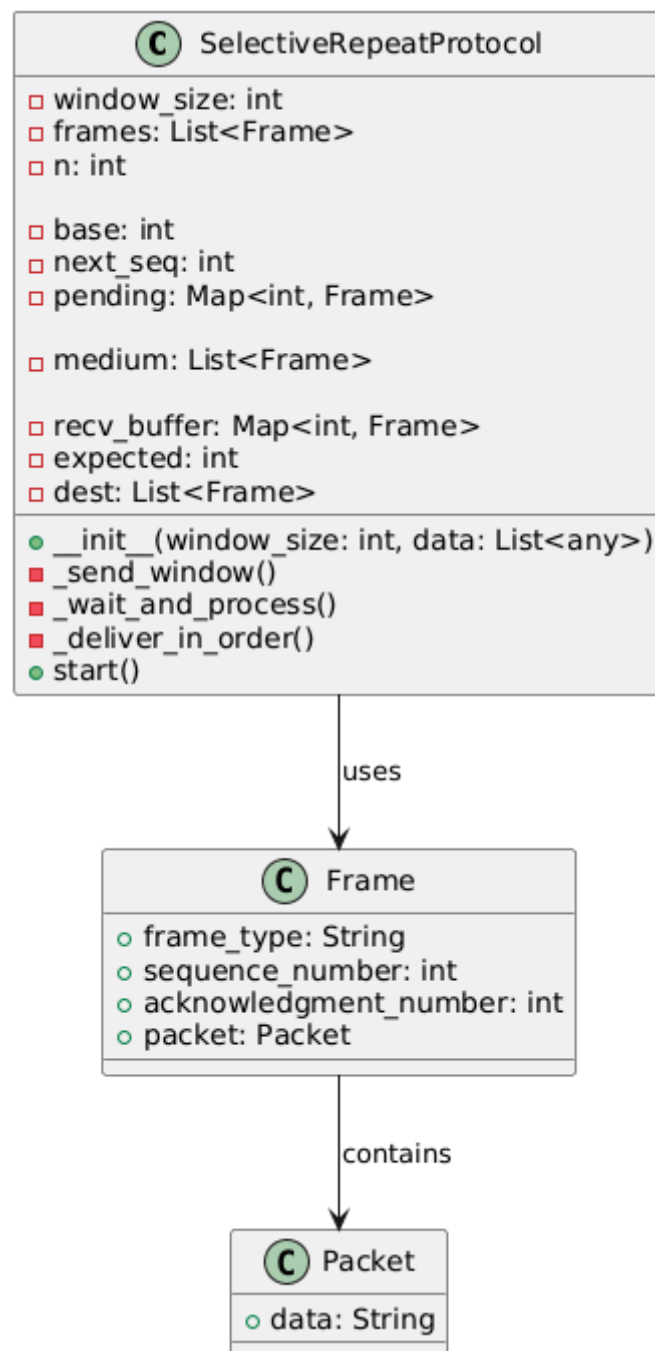 C SelectiveRepeatProtocol
window_size: int
frames: List<Frame>
n: int
base: int
next_seq: int
pending: Map<int, Frame>
medium: List<Frame>
recv_buffer: Map<int, Frame>
expected: int
dest: List<Frame>
__init__(window_size: int, data: List<any>)
_send_window()
_wait_and_process()
_deliver_in_order()
start()
uses
C Frame
frame_type: String
sequence_number: int
acknowledgment_number: int
packet: Packet
contains
C Packet
data: String